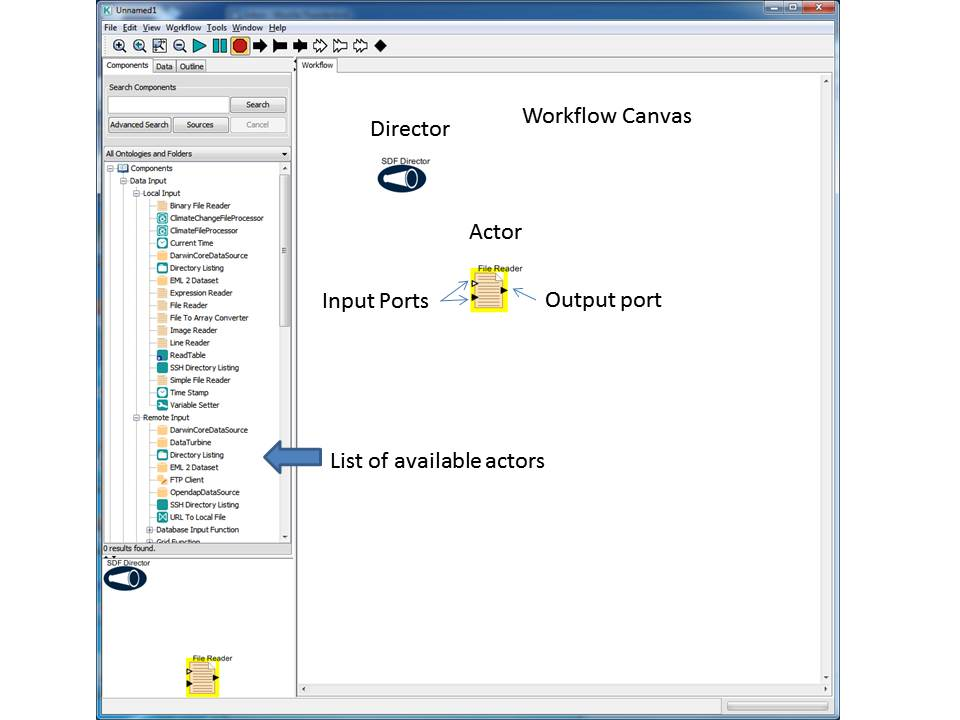 Unnamed1
File Edit View Workflow Tools Window Help
Components Data Outline
Workflow
Search Components
Search
Advanced Search Sources Cancel
All Ontologies and Folders
Components
Data Input
Local Input
Binary File Reader
ClimateChangeFileProcessor
ClimateFileProcessor
Current Time
DarwinCoreDataSource
Directory Listing
EML 2 Dataset
Expression Reader
File Reader
File To Array Converter
Image Reader
Line Reader
ReadTable
SSH Directory Listing
Simple File Reader
Time Stamp
Variable Setter
Remote Input
DarwinCoreDataSource
DataTurbine
Directory Listing
EML 2 Dataset
FTP Client
OpendapDataSource
SSH Directory Listing
URL To Local File
Database Input Function
Grid Function
0 results found.
SDF Director
File Reader
Workflow Canvas
Director
SDF Director
Actor
File Reader
Input Ports
Output port
List of available actors